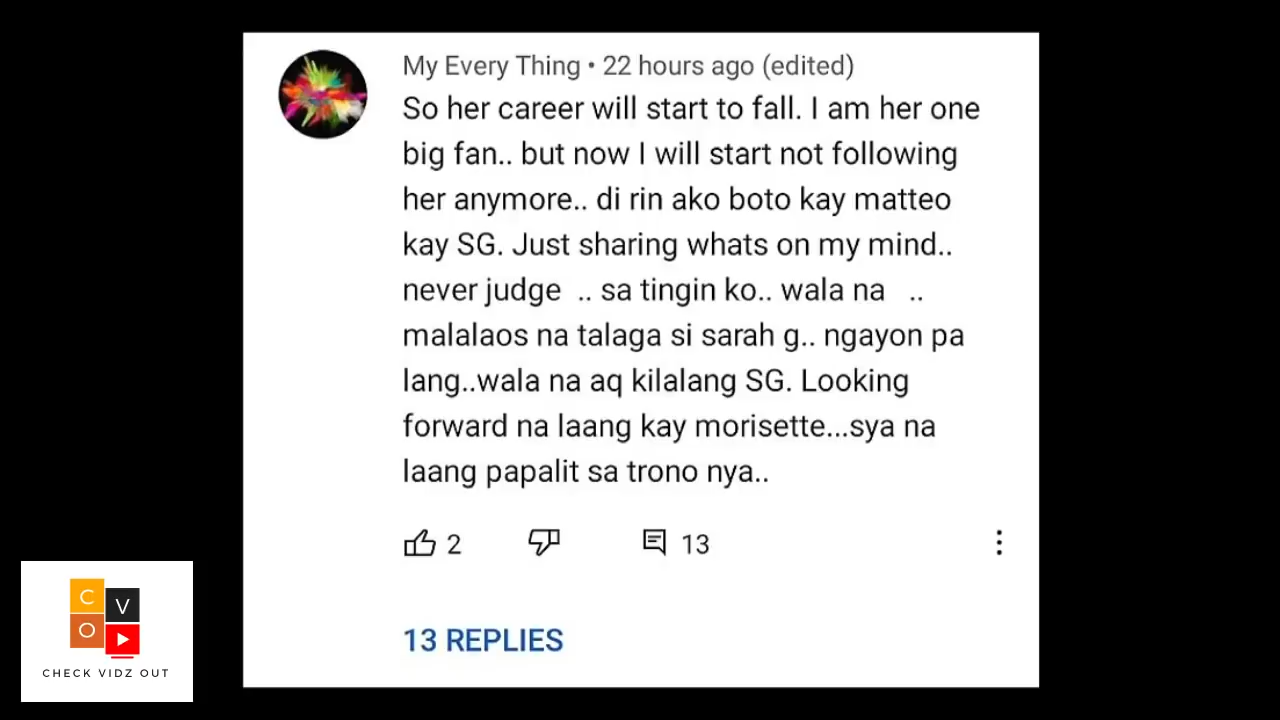 My Every Thing • 22 hours ago (edited)
So her career will start to fall. I am her one
big fan.. but now I will start not following
her anymore.. di rin ako boto kay matteo
kay SG. Just sharing whats on my mind..
never judge .. sa tingin ko.. wala na ..
malalaos na talaga si sarah g.. ngayon pa
lang..wala na aq kilalang SG. Looking
forward na laang kay morisette...sya na
laang papalit sa trono nya..
2 13
13 REPLIES
C V
O
CHECK VIDZ OUT